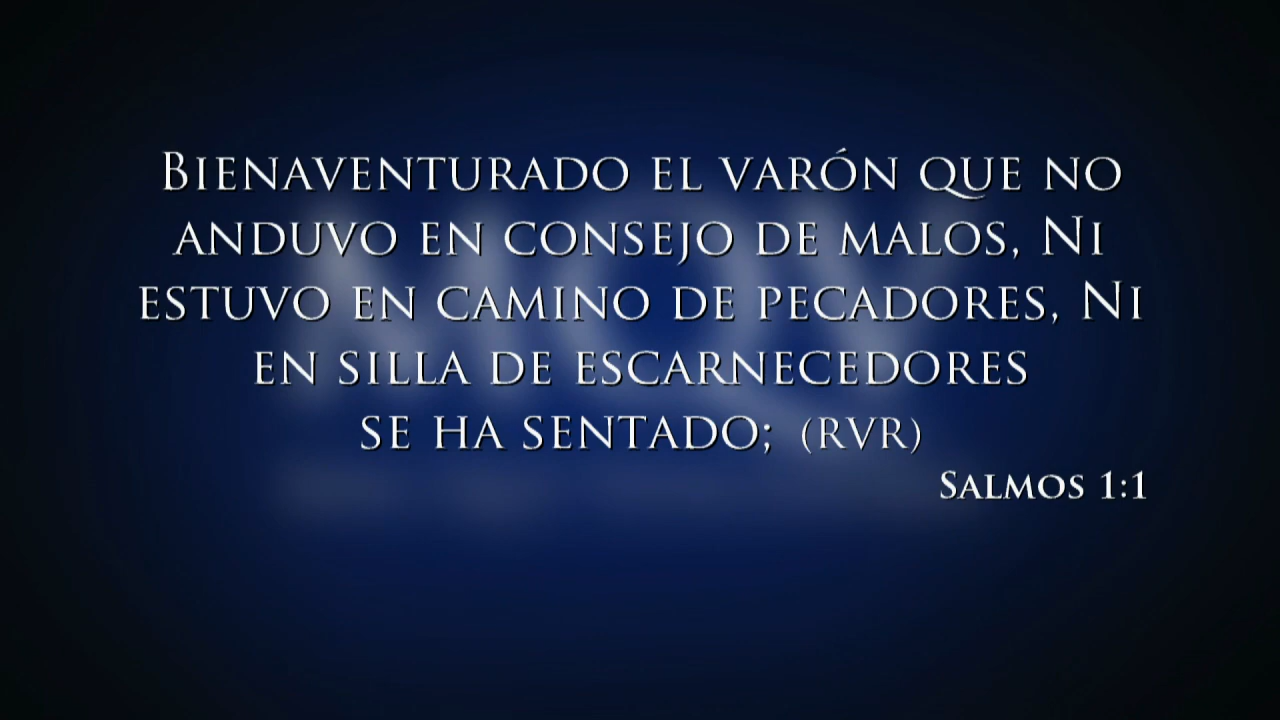 Bienaventurado el varón que no
anduvo en consejo de malos, Ni
estuvo en camino de pecadores, Ni
en silla de escarnecedores
se ha sentado; (RVR)
Salmos 1:1